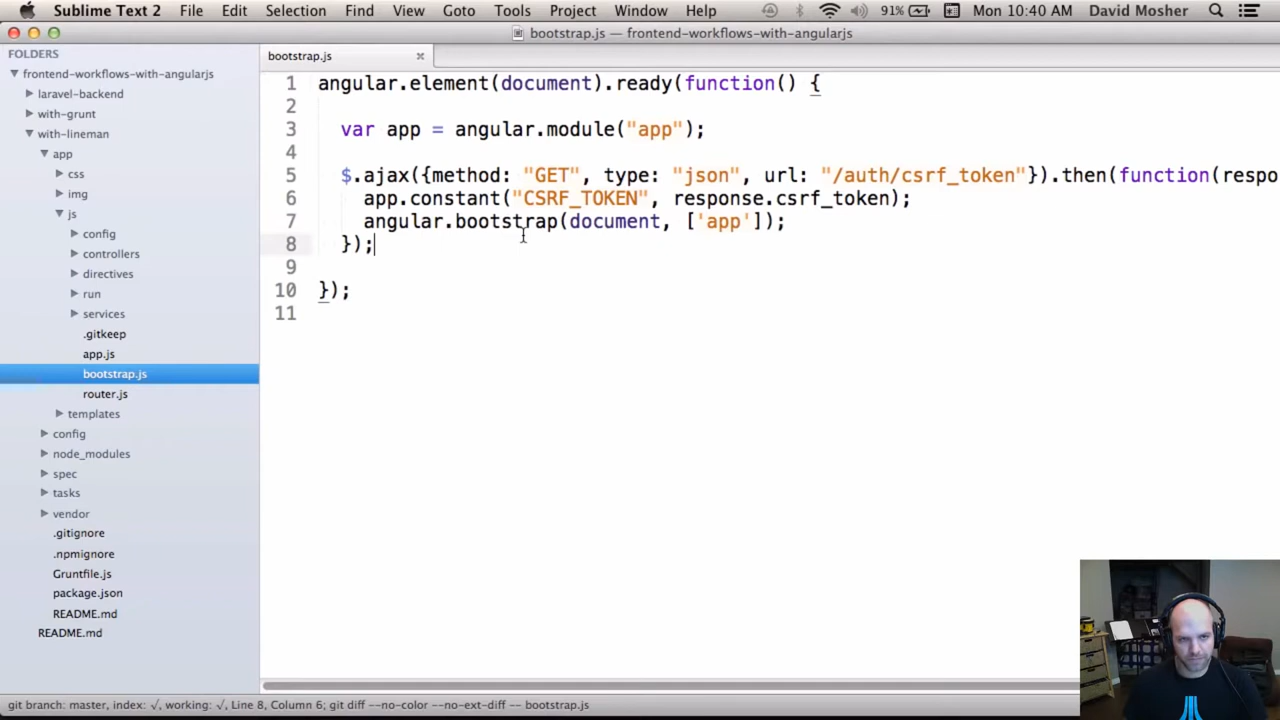 Sublime Text 2 File Edit Selection Find View Goto Tools Project Window Help 91% Mon 10:40 AM David Mosher
bootstrap.js — frontend-workflows-with-angularjs
FOLDERS
frontend-workflows-with-angularjs
laravel-backend
with-grunt
with-lineman
app
css
img
js
config
controllers
directives
run
services
.gitkeep
app.js
bootstrap.js
router.js
templates
config
node_modules
spec
tasks
vendor
.gitignore
.npmignore
Gruntfile.js
package.json
README.md
README.md
bootstrap.js ×
1 angular.element(document).ready(function() {
2
3 var app = angular.module("app");
4
5 $.ajax({method: "GET", type: "json", url: "/auth/csrf_token"}).then(function(respo
6 app.constant("CSRF_TOKEN", response.csrf_token);
7 angular.bootstrap(document, ['app']);
8 });
9
10 });
11
git branch: master, index: √, working: √, Line 8, Column 6; git diff --no-color --no-ext-diff -- bootstrap.js